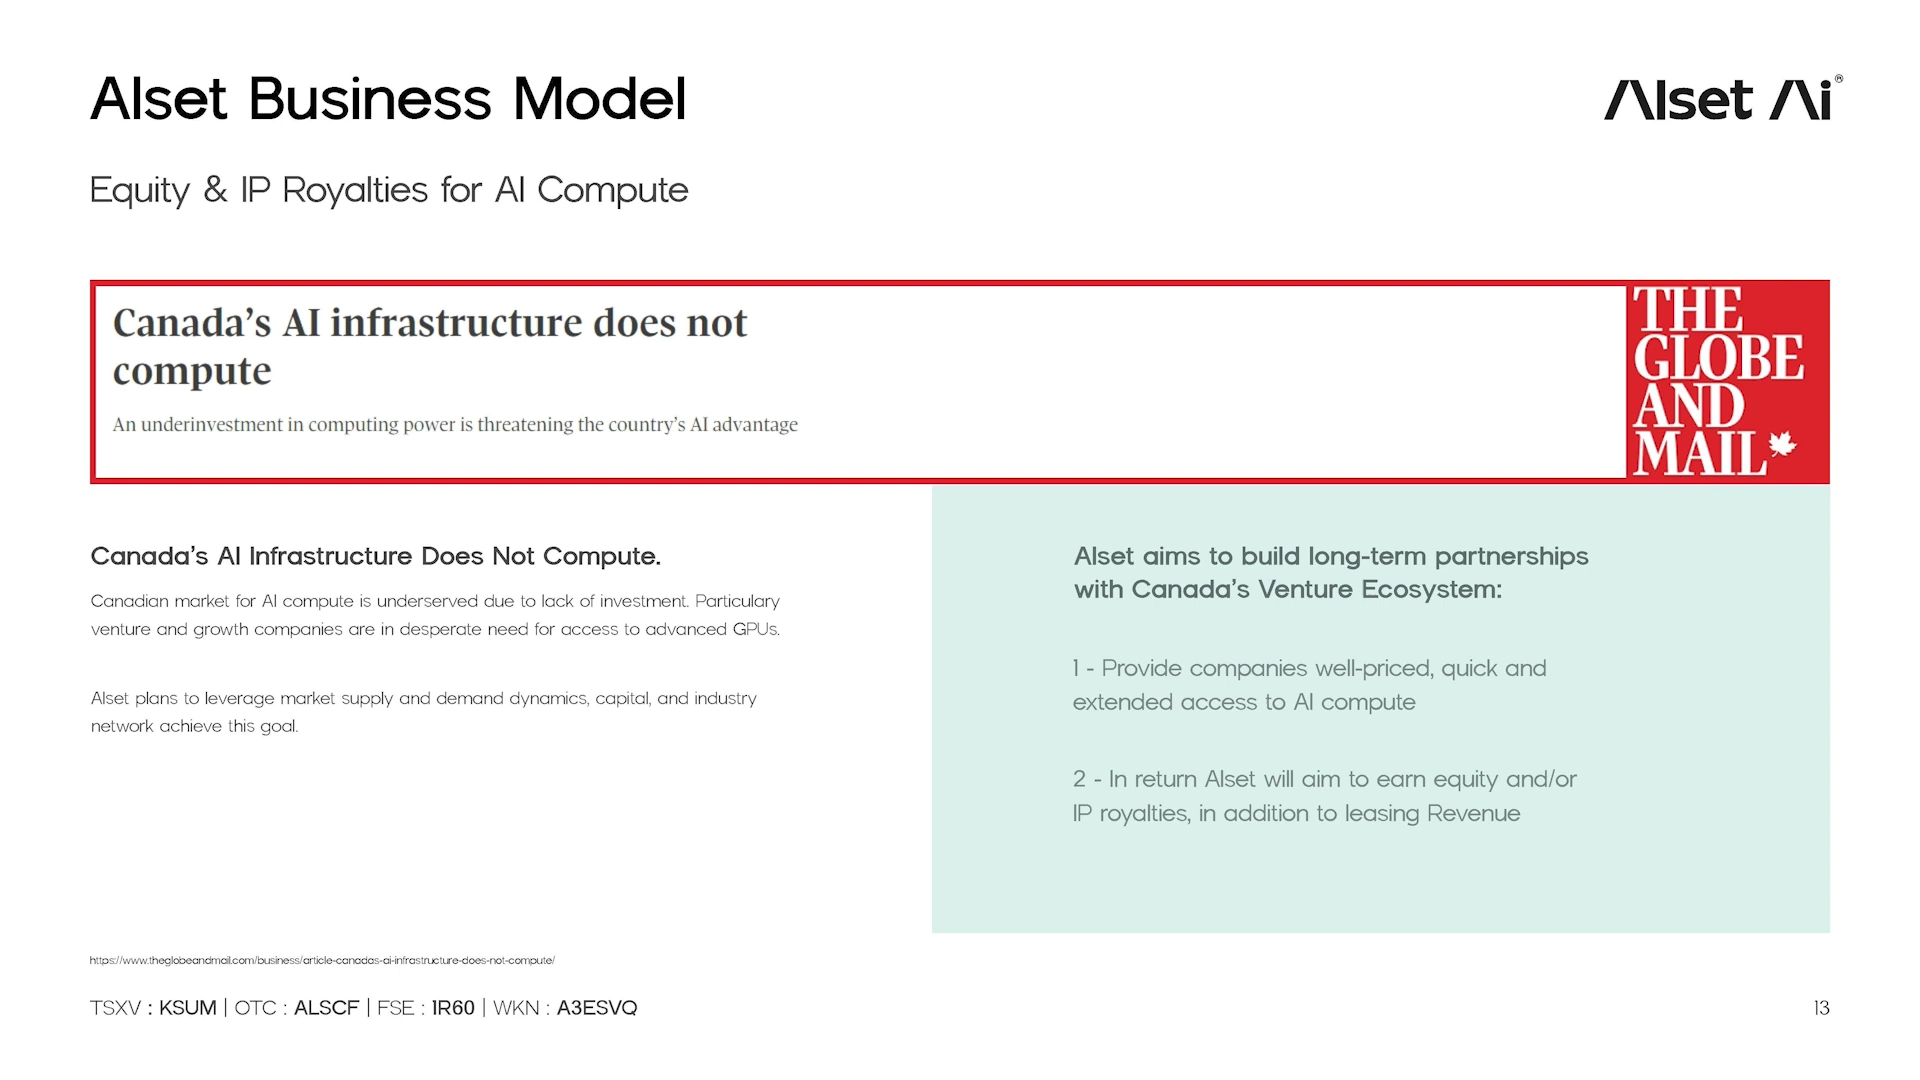 Alset Business Model
Alset Ai®
Equity & IP Royalties for AI Compute
Canada's AI infrastructure does not
compute
An underinvestment in computing power is threatening the country's AI advantage
THE
GLOBE
AND
MAIL
Canada's AI Infrastructure Does Not Compute.
Canadian market for AI compute is underserved due to lack of investment. Particulary
venture and growth companies are in desperate need for access to advanced GPUs.
Alset plans to leverage market supply and demand dynamics, capital, and industry
network achieve this goal.
Alset aims to build long-term partnerships
with Canada's Venture Ecosystem:
1 - Provide companies well-priced, quick and
extended access to AI compute
2 - In return Alset will aim to earn equity and/or
IP royalties, in addition to leasing Revenue
https://www.theglobeandmail.com/business/article-canadas-ai-infrastructure-does-not-compute/
TSXV : KSUM | OTC : ALSCF | FSE : 1R60 | WKN : A3ESVQ
13